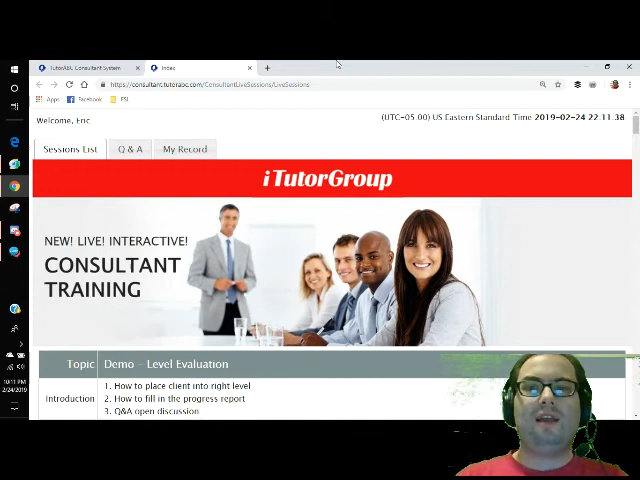 TutorABC Consultant System
Index
https://consultant.tutorabc.com/ConsultantLiveSessions/LiveSessions
Apps
Facebook
ESL
Welcome, Eric
(UTC-05:00) US Eastern Standard Time 2019-02-24 22:11:38
Sessions List
Q & A
My Record
iTutorGroup
NEW! LIVE! INTERACTIVE!
CONSULTANT
TRAINING
Topic
Demo – Level Evaluation
Introduction
1. How to place client into right level
2. How to fill in the progress report
3. Q&A open discussion
10:11 PM
2/24/2019